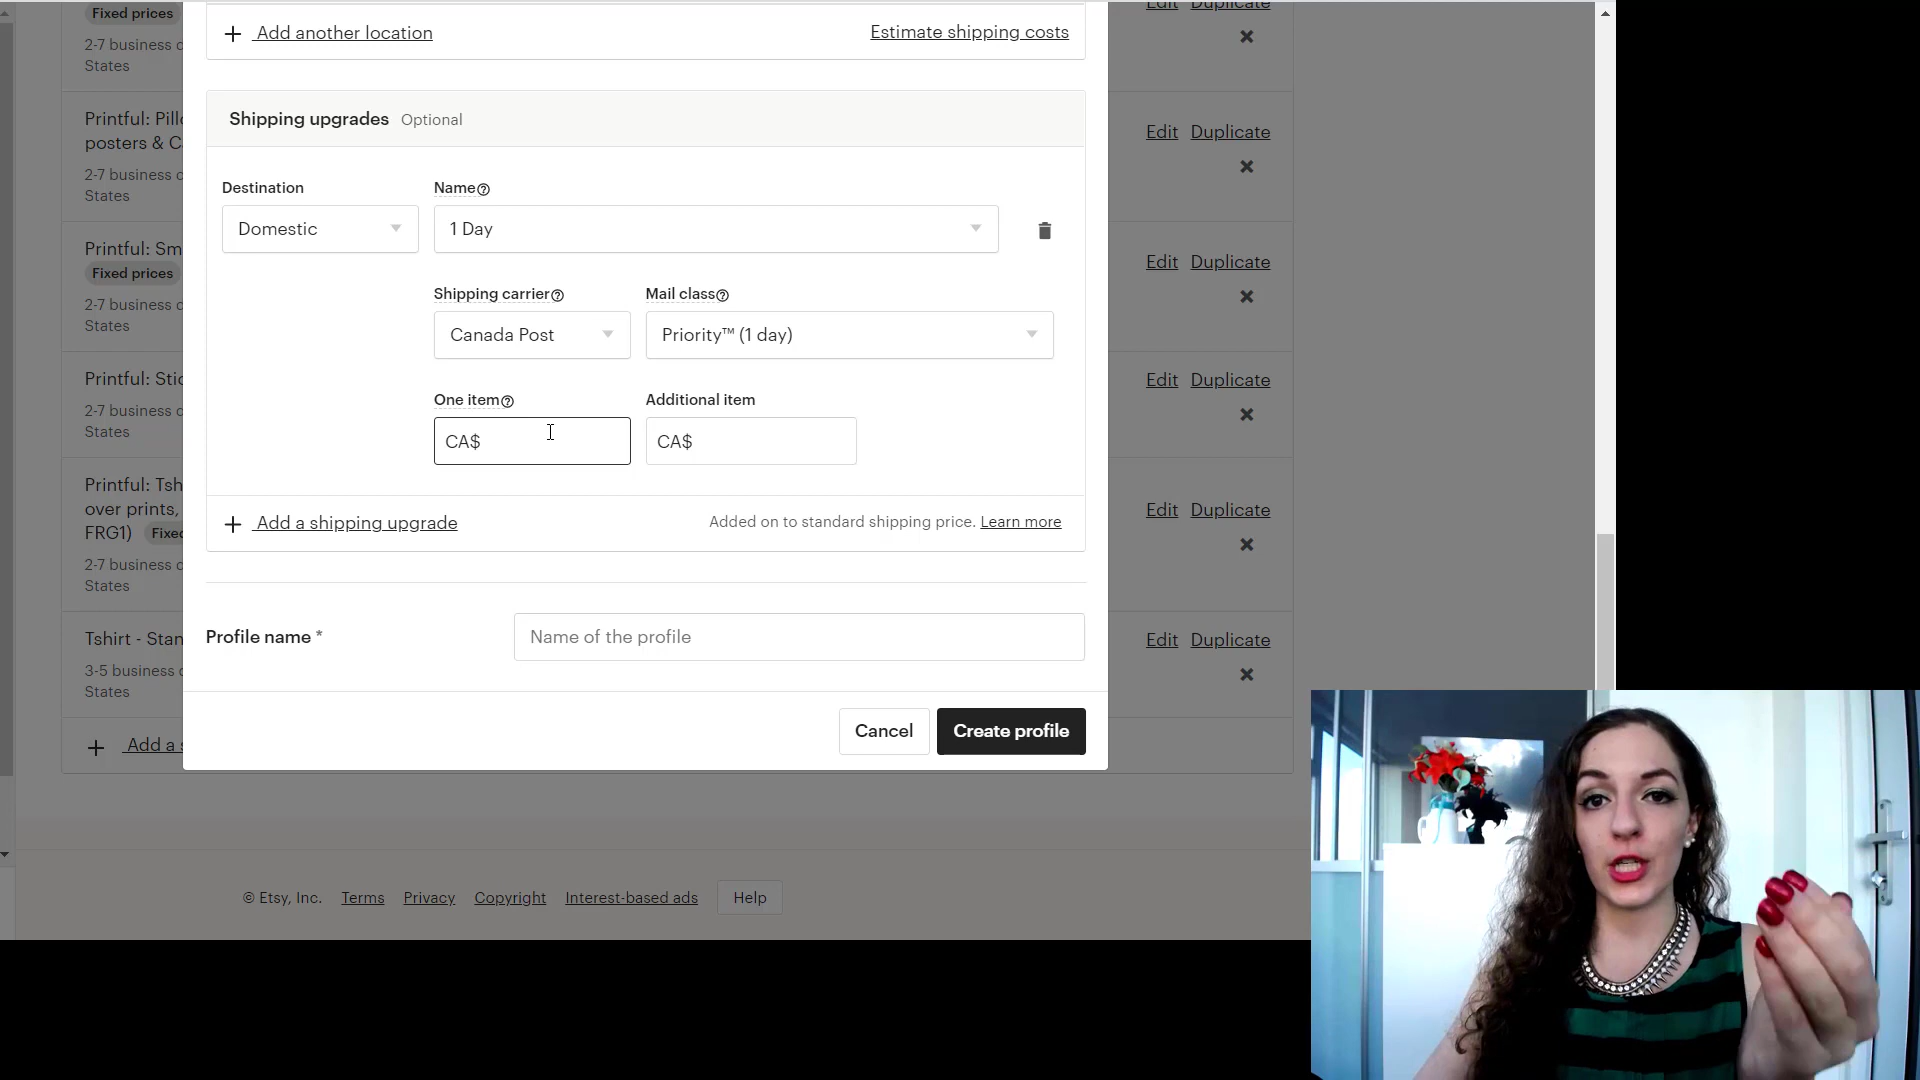 Fixed prices
2-7 business d
States
Edit Duplicate
Printful: Pill
posters & C
2-7 business d
States
Edit Duplicate
Printful: Sm
Fixed prices
2-7 business d
States
Edit Duplicate
Printful: Stic
2-7 business d
States
Edit Duplicate
Printful: Tsh
over prints,
FRG1) Fixed
2-7 business d
States
Edit Duplicate
Tshirt - Stan
3-5 business d
States
Edit Duplicate
+ Add a s
+ Add another location
Estimate shipping costs
Shipping upgrades Optional
Destination
Name
Domestic
1 Day
Shipping carrier
Mail class
Canada Post
Priority™ (1 day)
One item
Additional item
CA$
CA$
+ Add a shipping upgrade
Added on to standard shipping price. Learn more
Profile name *
Name of the profile
Cancel
Create profile
© Etsy, Inc. Terms Privacy Copyright Interest-based ads Help